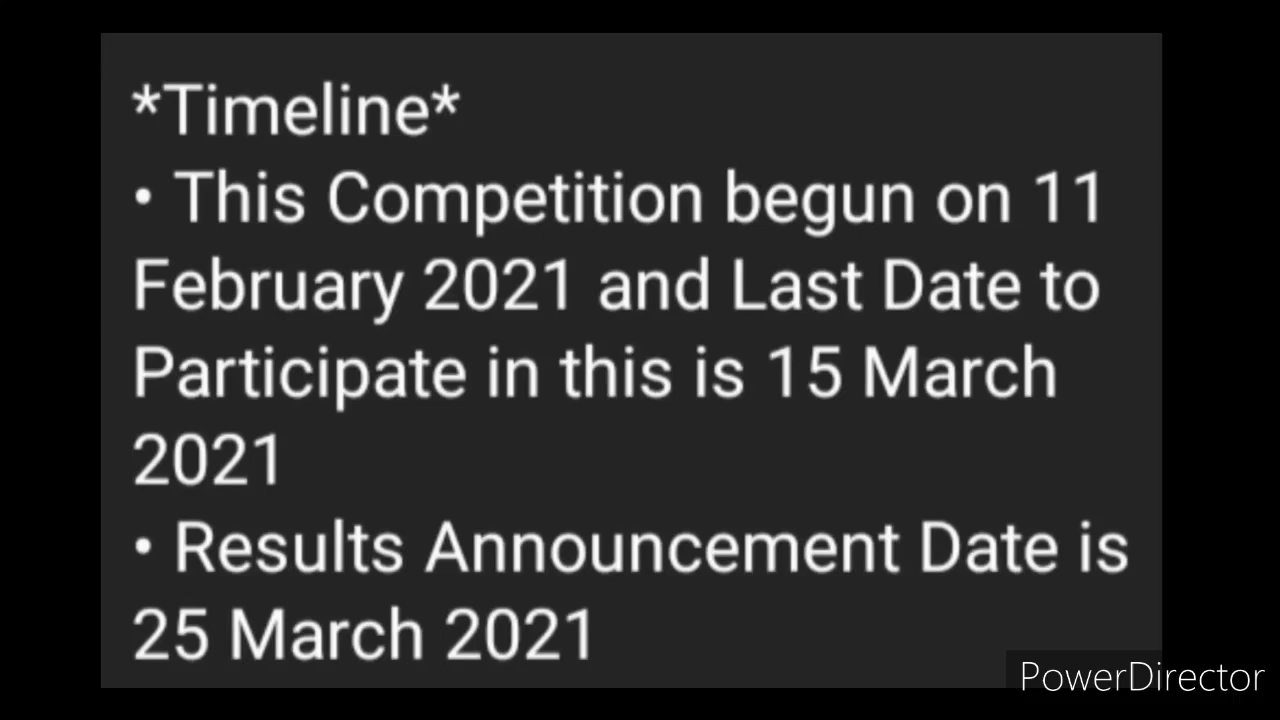 *Timeline*
• This Competition begun on 11
February 2021 and Last Date to
Participate in this is 15 March
2021
• Results Announcement Date is
25 March 2021
PowerDirector